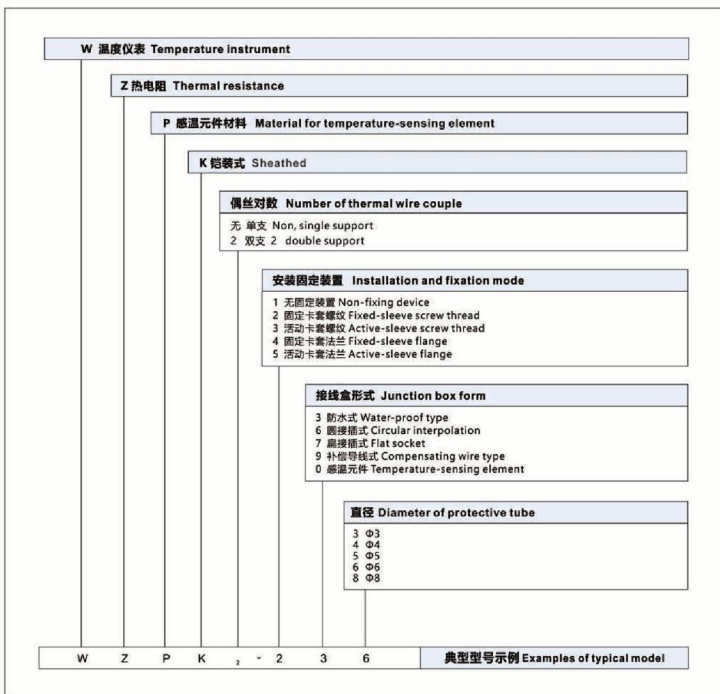 W 温度仪表 Temperature instrument
Z 热电阻 Thermal resistance
P 感温元件材料 Material for temperature-sensing element
K 铠装式 Sheathed
偶丝对数 Number of thermal wire couple
无 单支 Non, single support
2 双支 2 double support
安装固定装置 Installation and fixation mode
1 无固定装置 Non-fixing device
2 固定卡套螺纹 Fixed-sleeve screw thread
3 活动卡套螺纹 Active-sleeve screw thread
4 固定卡套法兰 Fixed-sleeve flange
5 活动卡套法兰 Active-sleeve flange
接线盒形式 Junction box form
3 防水式 Water-proof type
6 圆接插式 Circular interpolation
7 扁接插式 Flat socket
9 补偿导线式 Compensating wire type
0 感温元件 Temperature-sensing element
直径 Diameter of protective tube
3 Φ3
4 Φ4
5 Φ5
6 Φ6
8 Φ8
W Z P K 2 - 2 3 6 典型型号示例 Examples of typical model